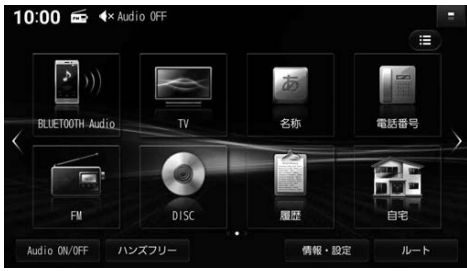 10:00 Audio OFF
BLUETOOTH Audio TV 名称 電話番号
あ
FM DISC 履歴 自宅
Audio ON/OFF ハンズフリー 情報・設定 ルート